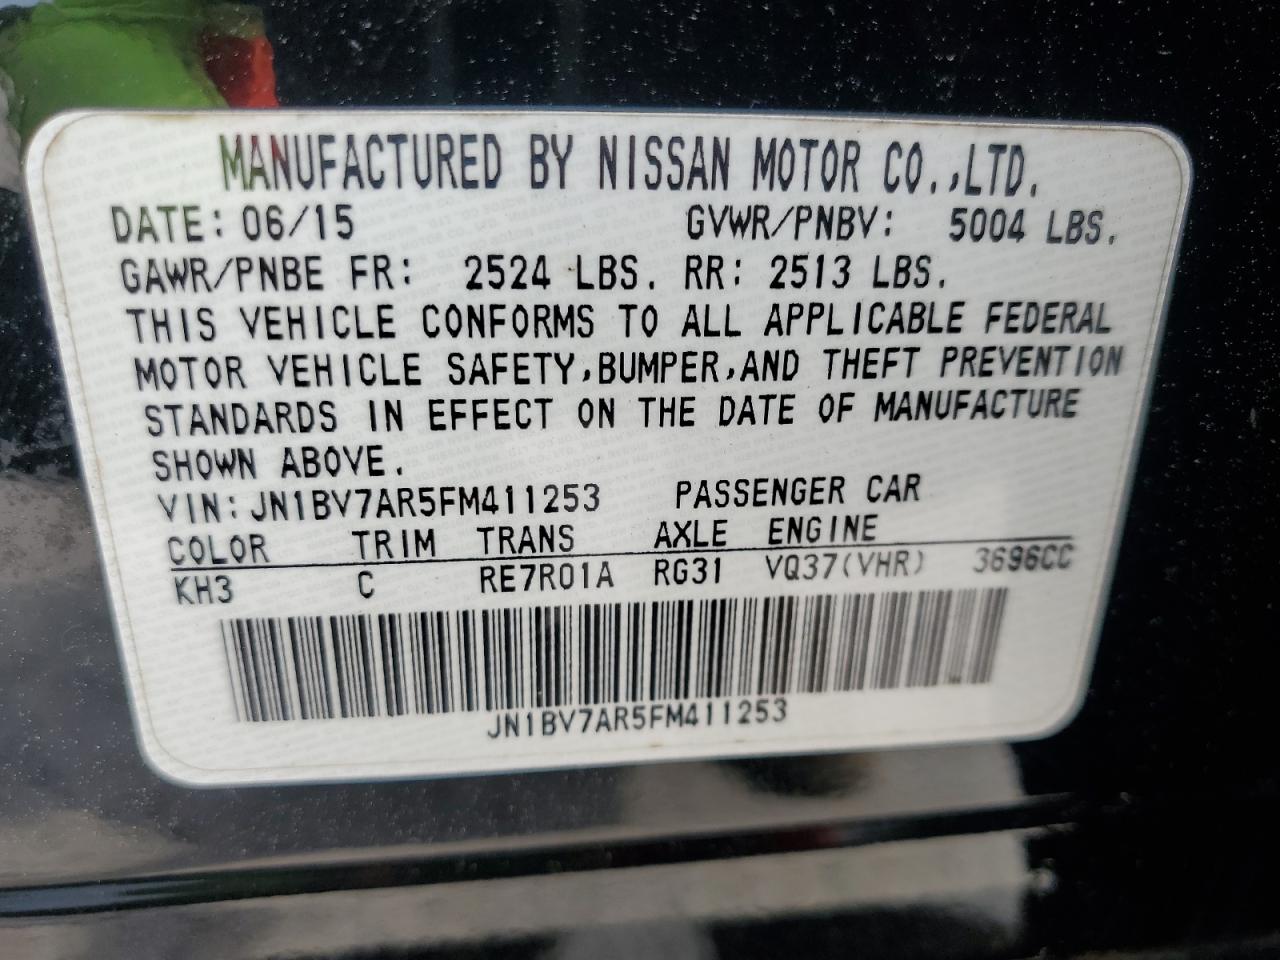 MANUFACTURED BY NISSAN MOTOR CO.,LTD.
DATE: 06/15 GVWR/PNBV: 5004 LBS.
GAWR/PNBE FR: 2524 LBS. RR: 2513 LBS.
THIS VEHICLE CONFORMS TO ALL APPLICABLE FEDERAL
MOTOR VEHICLE SAFETY,BUMPER,AND THEFT PREVENTION
STANDARDS IN EFFECT ON THE DATE OF MANUFACTURE
SHOWN ABOVE.
VIN: JN1BV7AR5FM411253 PASSENGER CAR
COLOR TRIM TRANS AXLE ENGINE
KH3 C RE7R01A RG31 VQ37(VHR) 3696CC
JN1BV7AR5FM411253